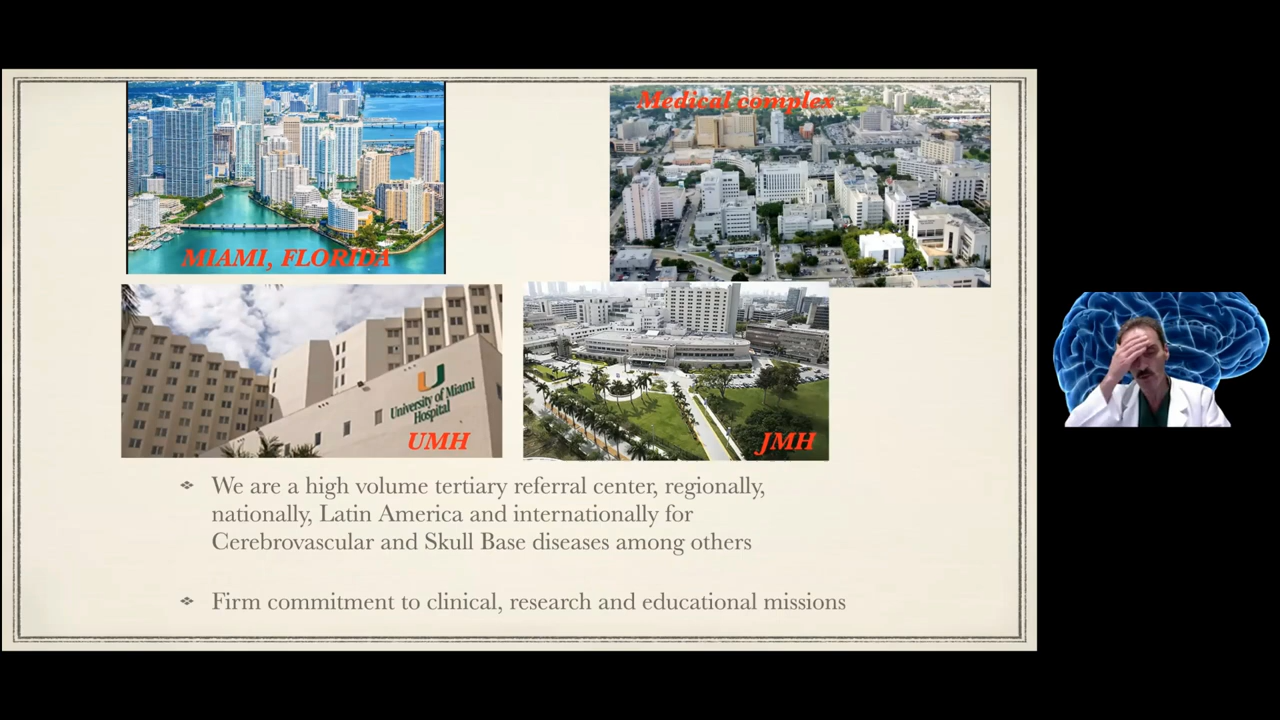 MIAMI, FLORIDA
Medical complex
U
University of Miami
Hospital
UMH
JMH
We are a high volume tertiary referral center, regionally,
nationally, Latin America and internationally for
Cerebrovascular and Skull Base diseases among others
Firm commitment to clinical, research and educational missions